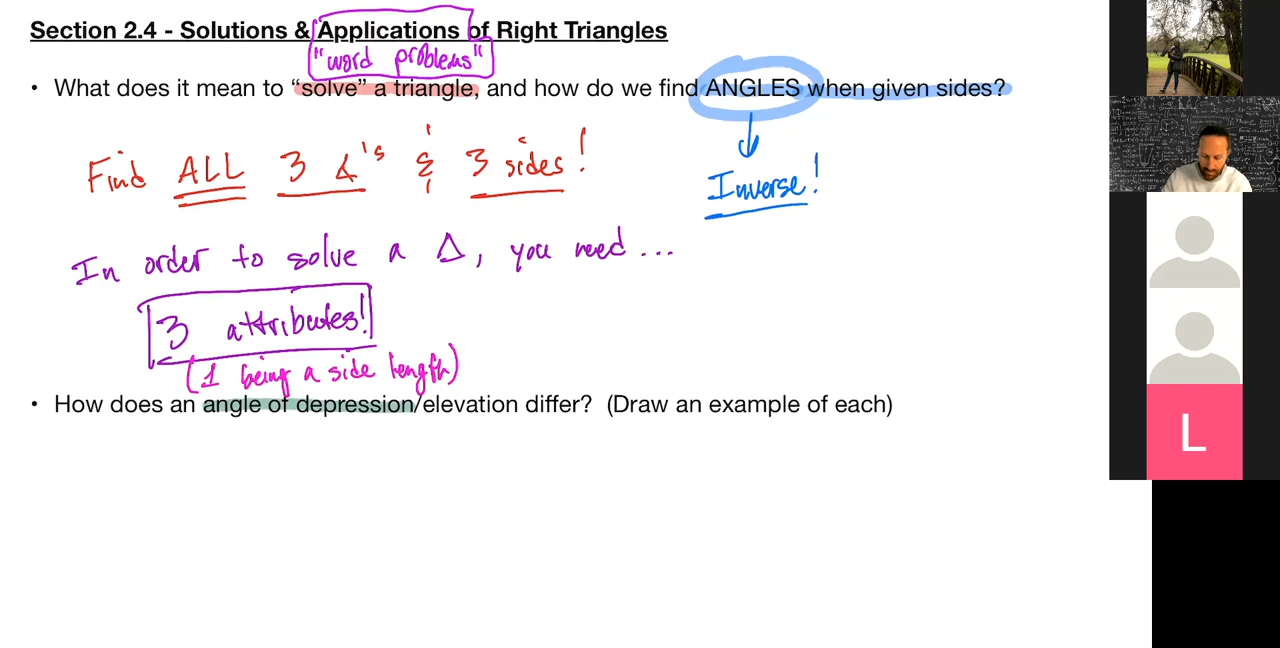 Section 2.4 - Solutions & Applications of Right Triangles
"word problems"
• What does it mean to “solve” a triangle, and how do we find ANGLES when given sides?
Find ALL 3 ∡'s & 3 sides!
Inverse!
In order to solve a Δ, you need...
3 attributes!
(1 being a side length)
• How does an angle of depression/elevation differ? (Draw an example of each)
L